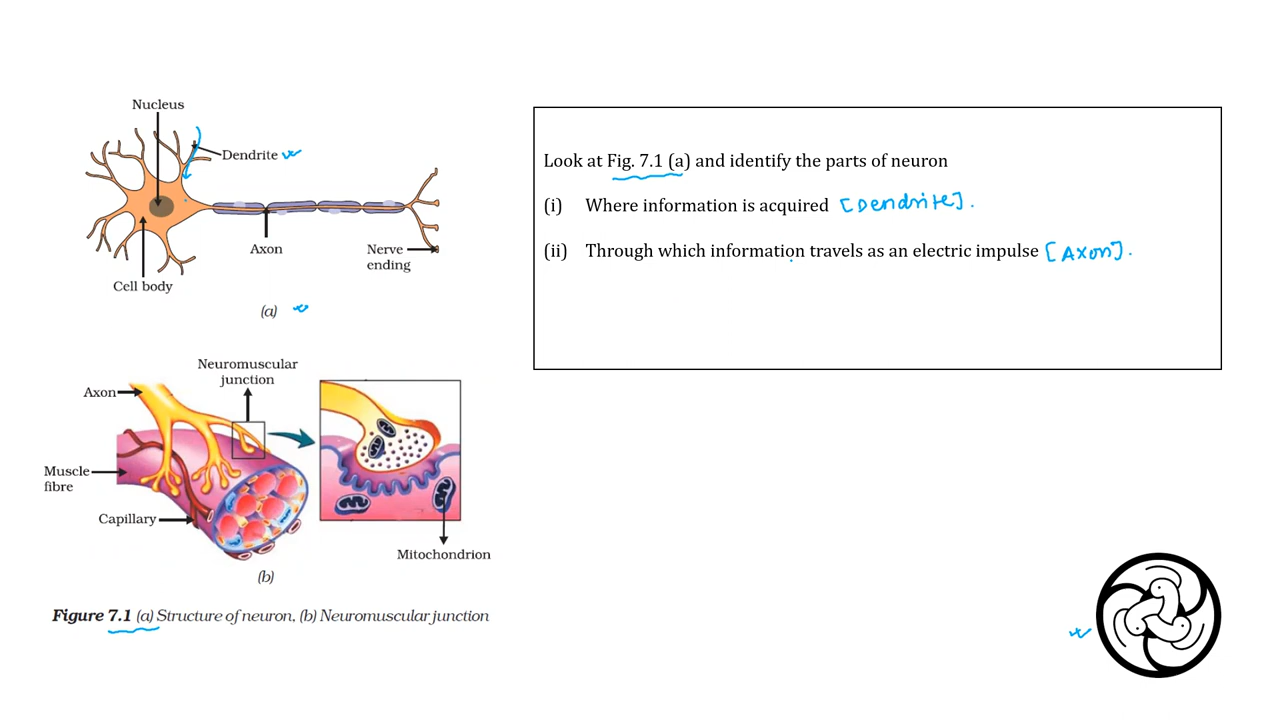 Nucleus
Dendrite
Axon
Nerve
ending
Cell body
(a)
Neuromuscular
junction
Axon
Muscle
fibre
Capillary
Mitochondrion
(b)
Figure 7.1 (a) Structure of neuron, (b) Neuromuscular junction
Look at Fig. 7.1 (a) and identify the parts of neuron
(i) Where information is acquired [Dendrite].
(ii) Through which information travels as an electric impulse [Axon].